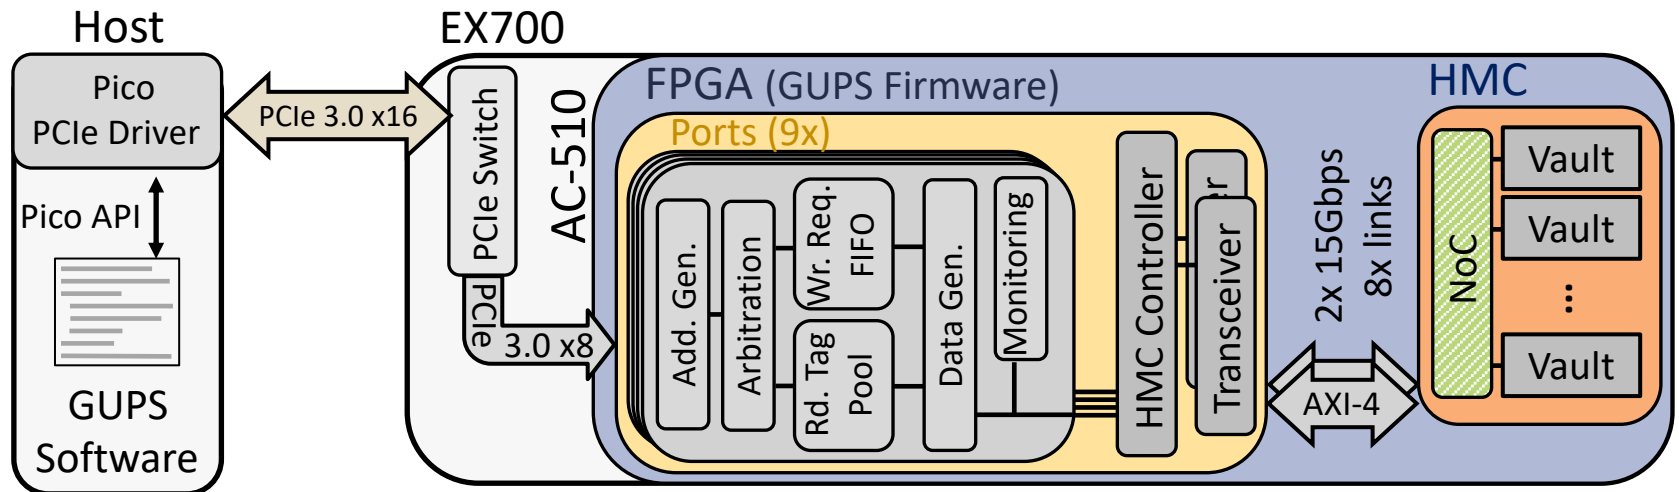 Host
Pico
PCIe Driver
Pico API
GUPS
Software
PCIe 3.0 x16
EX700
PCIe Switch
PCIe
3.0 x8
AC-510
FPGA (GUPS Firmware)
Ports (9x)
Add. Gen.
Arbitration
Wr. Req.
FIFO
Rd. Tag
Pool
Data Gen.
Monitoring
HMC Controller
Transceiver
2x 15Gbps
8x links
AXI-4
HMC
NoC
Vault
Vault
...
Vault